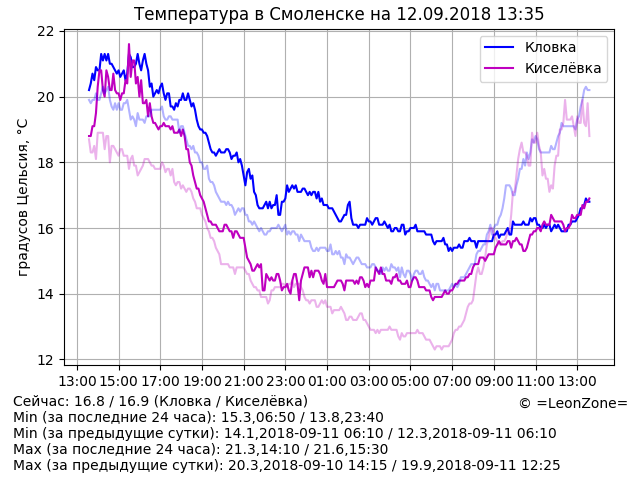 Температура в Смоленске на 12.09.2018 13:35
градусов Цельсия, °C
22
20
18
16
14
12
Кловка
Киселёвка
13:00 15:00 17:00 19:00 21:00 23:00 01:00 03:00 05:00 07:00 09:00 11:00 13:00
Сейчас: 16.8 / 16.9 (Кловка / Киселёвка)
© =LeonZone=
Min (за последние 24 часа): 15.3,06:50 / 13.8,23:40
Min (за предыдущие сутки): 14.1,2018-09-11 06:10 / 12.3,2018-09-11 06:10
Max (за последние 24 часа): 21.3,14:10 / 21.6,15:30
Max (за предыдущие сутки): 20.3,2018-09-10 14:15 / 19.9,2018-09-11 12:25